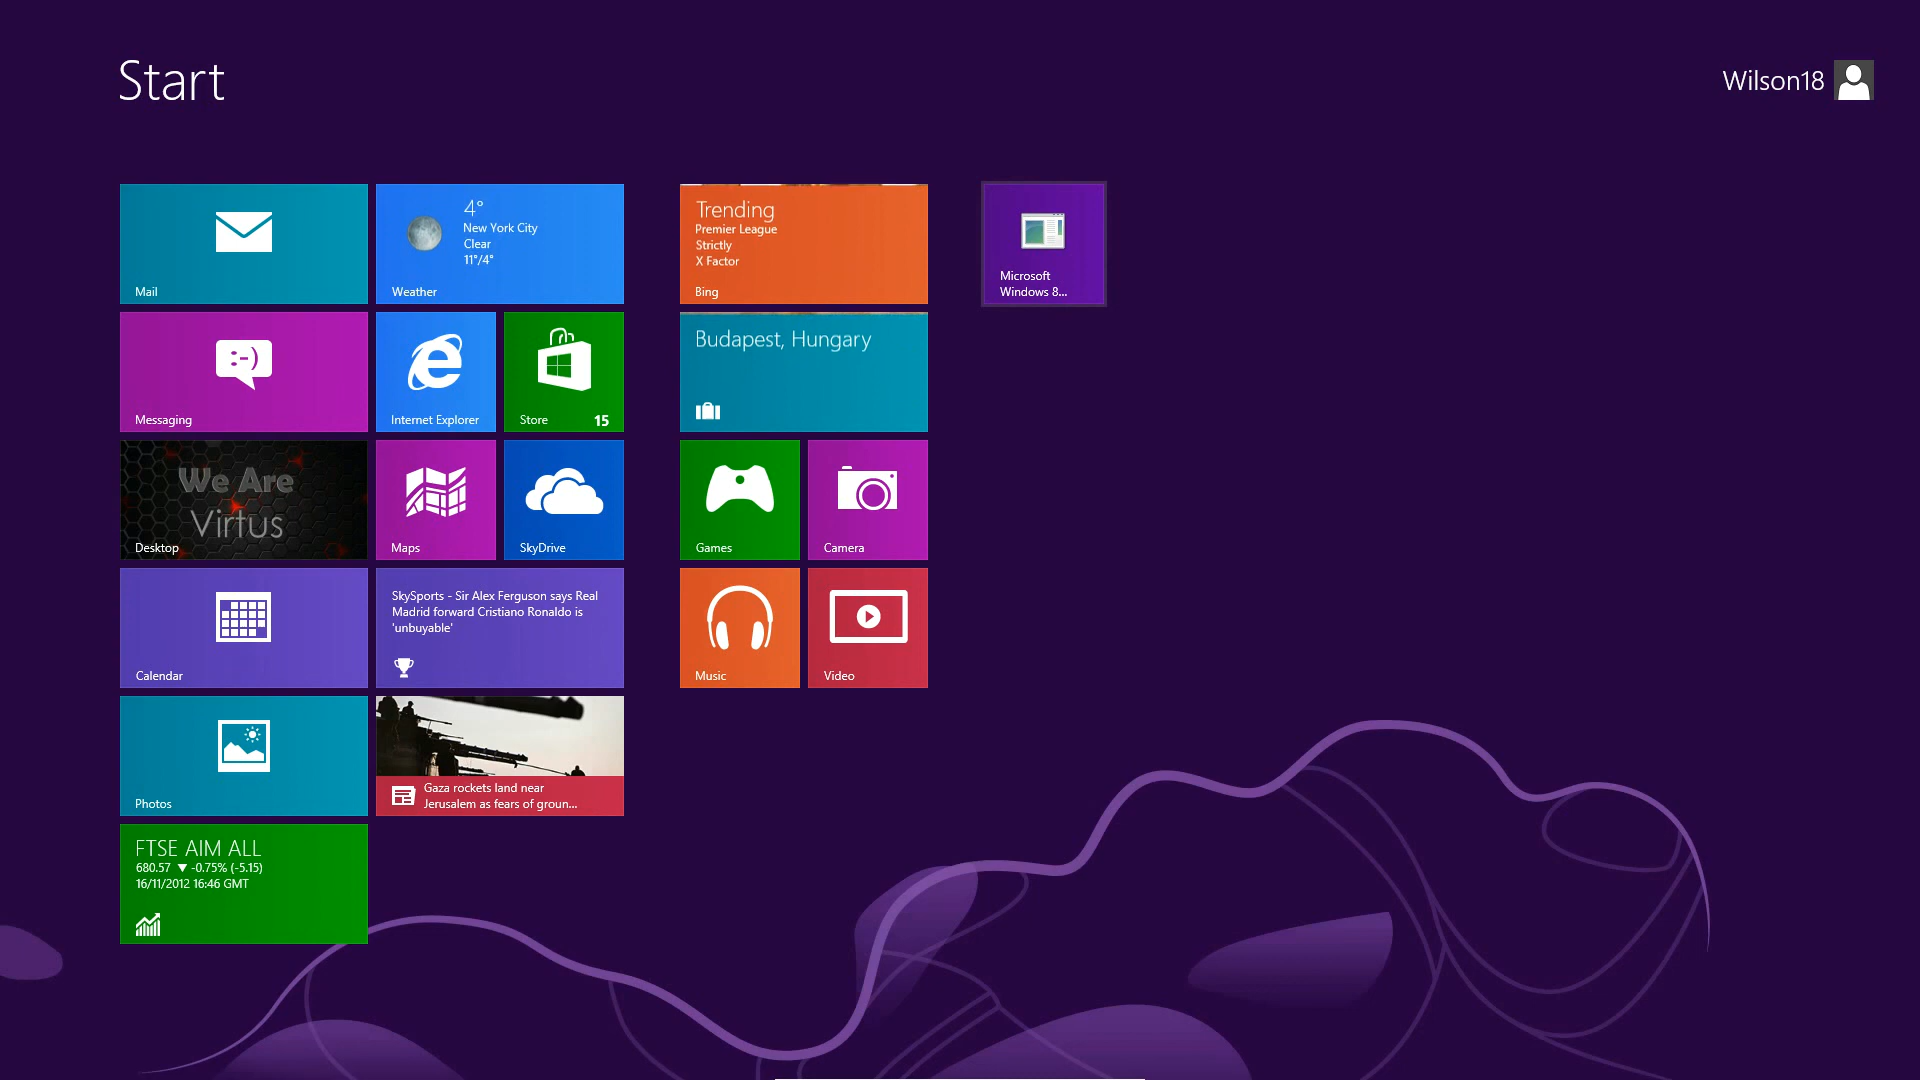 Start
Wilson18
Mail
4°
New York City
Clear
11°/4°
Weather
Trending
Premier League
Strictly
X Factor
Bing
Microsoft
Windows 8...
Messaging
:-)
Internet Explorer
Store
15
Budapest, Hungary
We Are
Virtus
Desktop
Maps
SkyDrive
Games
Camera
Calendar
SkySports - Sir Alex Ferguson says Real
Madrid forward Cristiano Ronaldo is
'unbuyable'
Music
Video
Photos
Gaza rockets land near
Jerusalem as fears of groun...
FTSE AIM ALL
680.57 ▼ -0.75% (-5.15)
16/11/2012 16:46 GMT